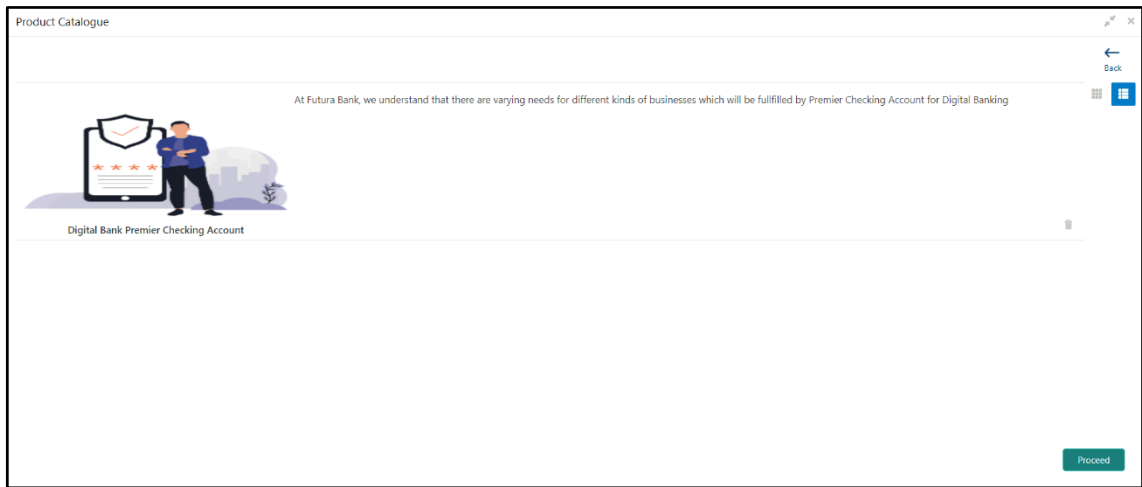 Product Catalogue
Back
At Futura Bank, we understand that there are varying needs for different kinds of businesses which will be fullfilled by Premier Checking Account for Digital Banking
* * * *
Digital Bank Premier Checking Account
Proceed